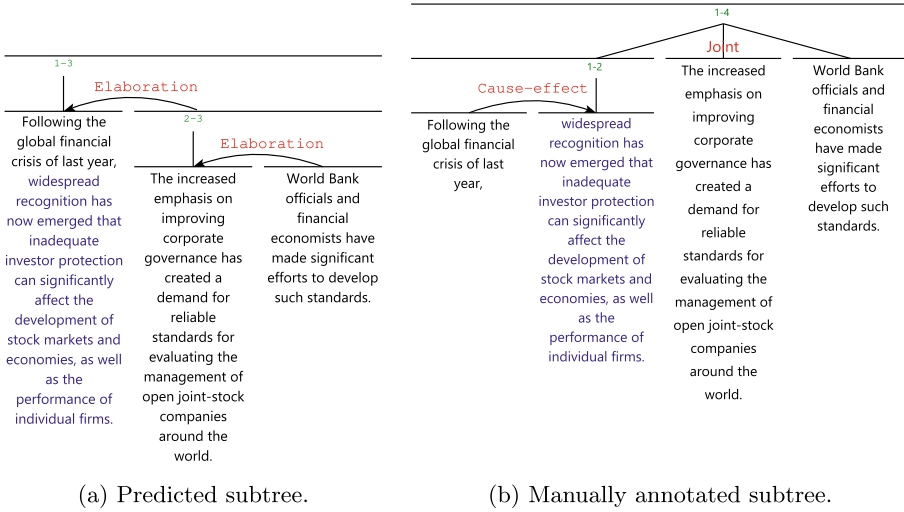 1-3
Elaboration
2-3
Elaboration
Following the
global financial
crisis of last year,
widespread
recognition has
now emerged that
inadequate
investor protection
can significantly
affect the
development of
stock markets and
economies, as well
as the
performance of
individual firms.
The increased
emphasis on
improving
corporate
governance has
created a
demand for
reliable
standards for
evaluating the
management of
open joint-stock
companies
around the
world.
World Bank
officials and
financial
economists have
made significant
efforts to develop
such standards.
(a) Predicted subtree.
1-4
Joint
1-2
Cause-effect
Following the
global financial
crisis of last
year,
widespread
recognition has
now emerged that
inadequate
investor protection
can significantly
affect the
development of
stock markets and
economies, as well
as the
performance of
individual firms.
The increased
emphasis on
improving
corporate
governance has
created a
demand for
reliable
standards for
evaluating the
management of
open joint-stock
companies
around the
world.
World Bank
officials and
financial
economists
have made
significant
efforts to
develop such
standards.
(b) Manually annotated subtree.